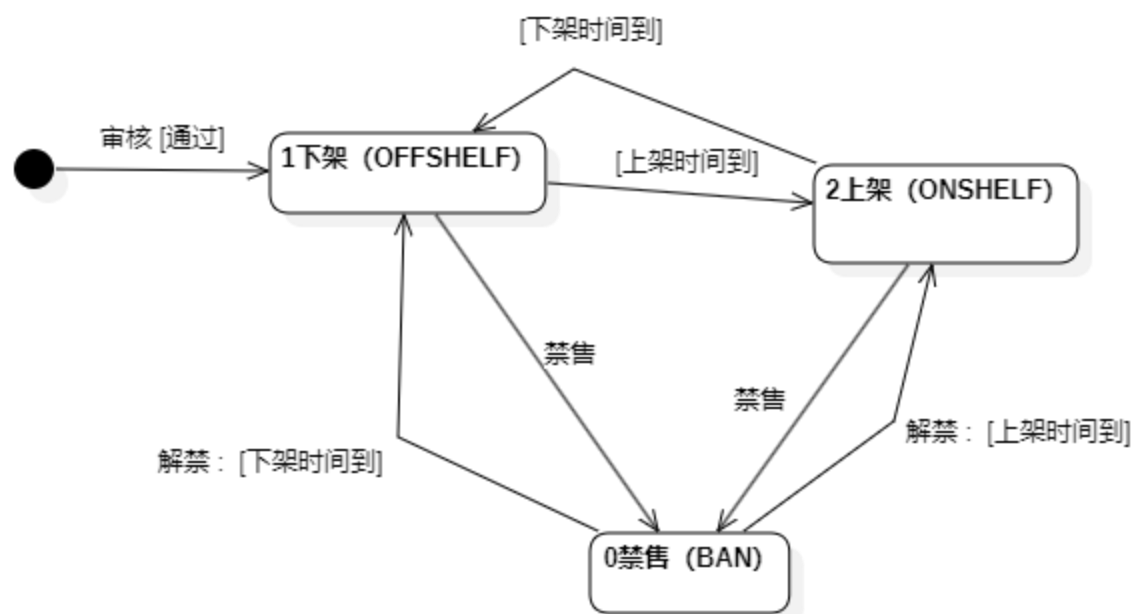 [下架时间到]
审核 [通过]
1下架（OFFSHELF）
[上架时间到]
2上架（ONSHELF）
禁售
禁售
解禁： [上架时间到]
解禁： [下架时间到]
0禁售（BAN）